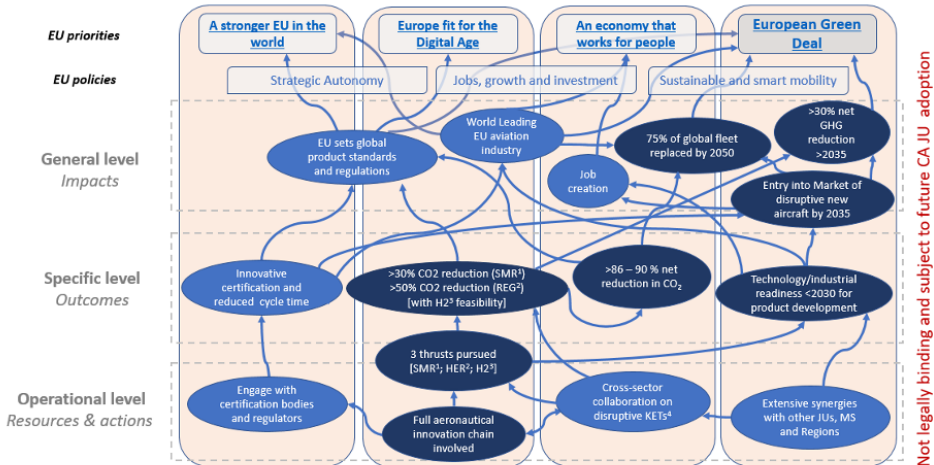 EU priorities
A stronger EU in the
world
Europe fit for the
Digital Age
An economy that
works for people
European Green
Deal
EU policies
Strategic Autonomy
Jobs, growth and investment
Sustainable and smart mobility
General level
Impacts
EU sets global
product standards
and regulations
World Leading
EU aviation
industry
Job
creation
75% of global fleet
replaced by 2050
>30% net
GHG
reduction
>2035
Entry into Market of
disruptive new
aircraft by 2035
Specific level
Outcomes
Innovative
certification and
reduced cycle time
>30% CO2 reduction (SMR¹)
>50% CO2 reduction (REG²)
[with H2³ feasibility]
>86 – 90 % net
reduction in CO₂
Technology/industrial
readiness <2030 for
product development
Operational level
Resources & actions
3 thrusts pursued
[SMR¹; HER²; H2³]
Engage with
certification bodies
and regulators
Full aeronautical
innovation chain
involved
Cross-sector
collaboration on
disruptive KETs⁴
Extensive synergies
with other JUs, MS
and Regions
Not legally binding and subject to future CA JU adoption